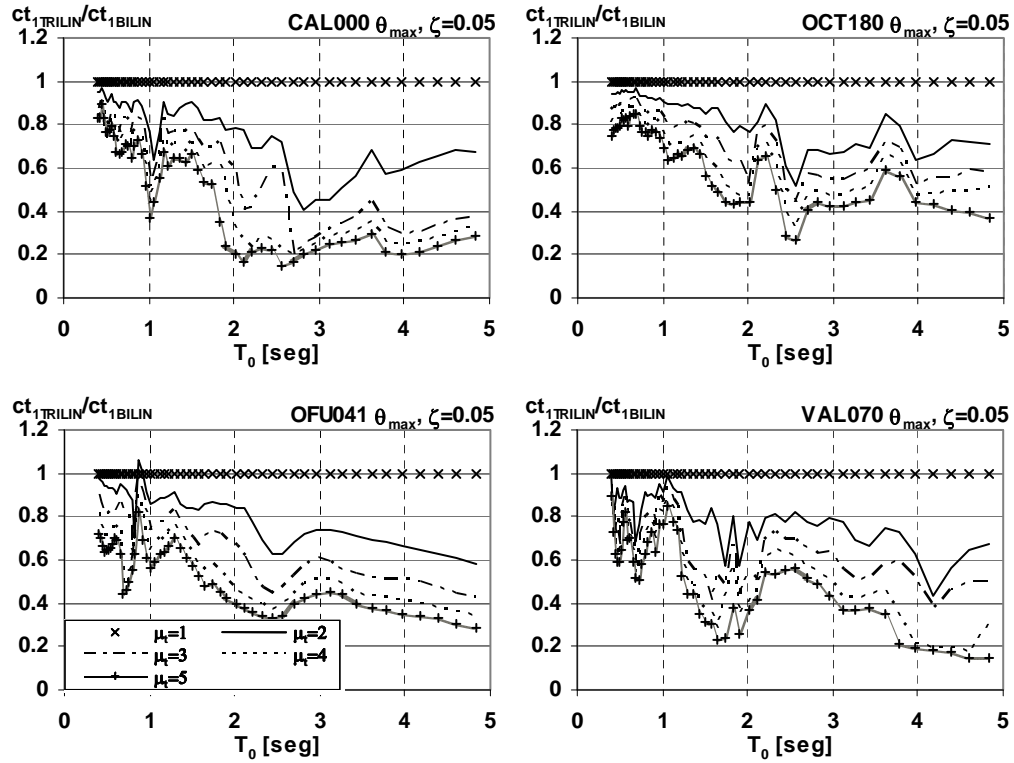 ct1TRILIN/ct1BILIN CAL000 θmax, ζ=0.05
1.2
1
0.8
0.6
0.4
0.2
0
0 1 2 3 4 5
T0 [seg]
ct1TRILIN/ct1BILIN OCT180 θmax, ζ=0.05
1.2
1
0.8
0.6
0.4
0.2
0
0 1 2 3 4 5
T0 [seg]
ct1TRILIN/ct1BILIN OFU041 θmax, ζ=0.05
1.2
1
0.8
0.6
0.4
0.2
0
μt=1 μt=2
μt=3 μt=4
μt=5
0 1 2 3 4 5
T0 [seg]
ct1TRILIN/ct1BILIN VAL070 θmax, ζ=0.05
1.2
1
0.8
0.6
0.4
0.2
0
0 1 2 3 4 5
T0 [seg]